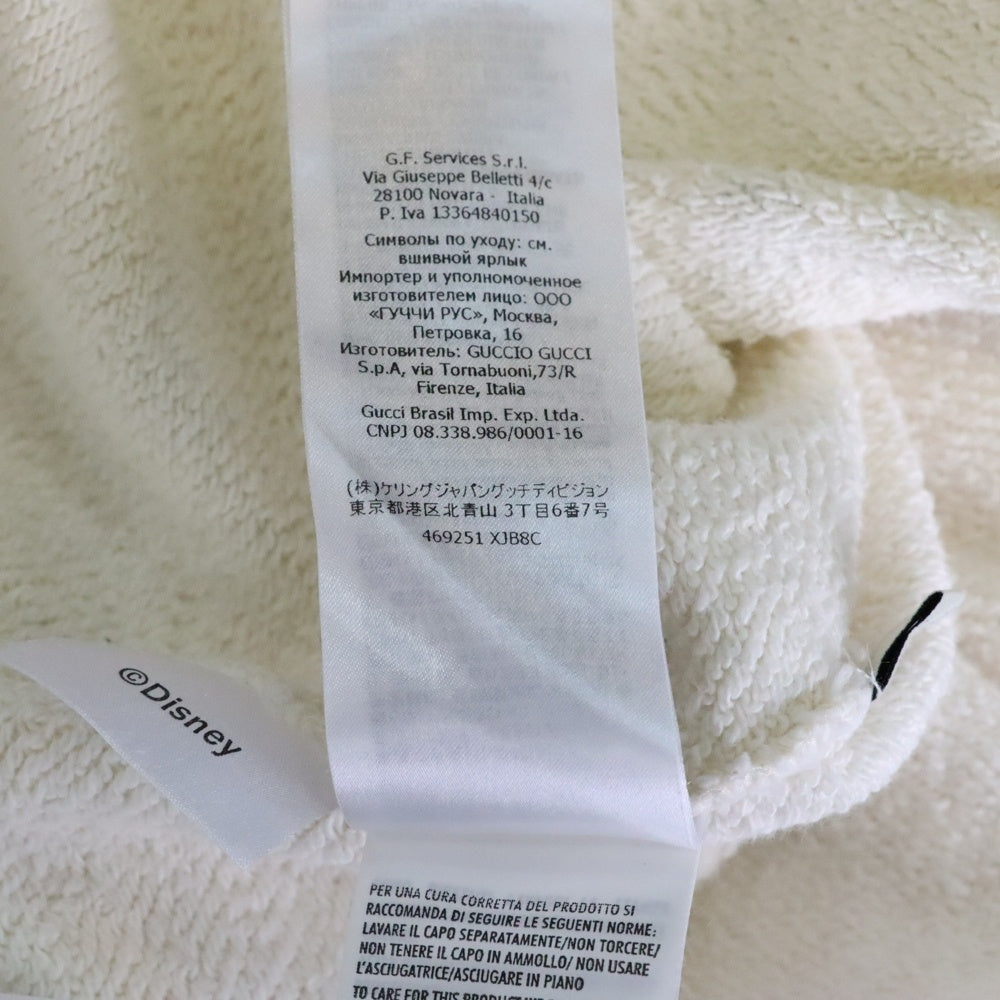 G.F. Services S.r.l.
Via Giuseppe Belletti 4/c
28100 Novara - Italia
P. Iva 13364840150
Символы по уходу: см.
вшивной ярлык
Импортер и уполномоченное
изготовителем лицо: ООО
«ГУЧЧИ РУС», Москва,
Петровка, 16
Изготовитель: GUCCIO GUCCI
S.p.A, via Tornabuoni,73/R
Firenze, Italia
Gucci Brasil Imp. Exp. Ltda.
CNPJ 08.338.986/0001-16
(株)ケリングジャパングッチディビジョン
東京都港区北青山 3丁目6番7号
469251 XJB8C
©Disney
PER UNA CURA CORRETTA DEL PRODOTTO SI
RACCOMANDA DI SEGUIRE LE SEGUENTI NORME:
LAVARE IL CAPO SEPARATAMENTE/NON TORCERE/
NON TENERE IL CAPO IN AMMOLLO/ NON USARE
L'ASCIUGATRICE/ASCIUGARE IN PIANO
TO CARE FOR THIS PRODUCT